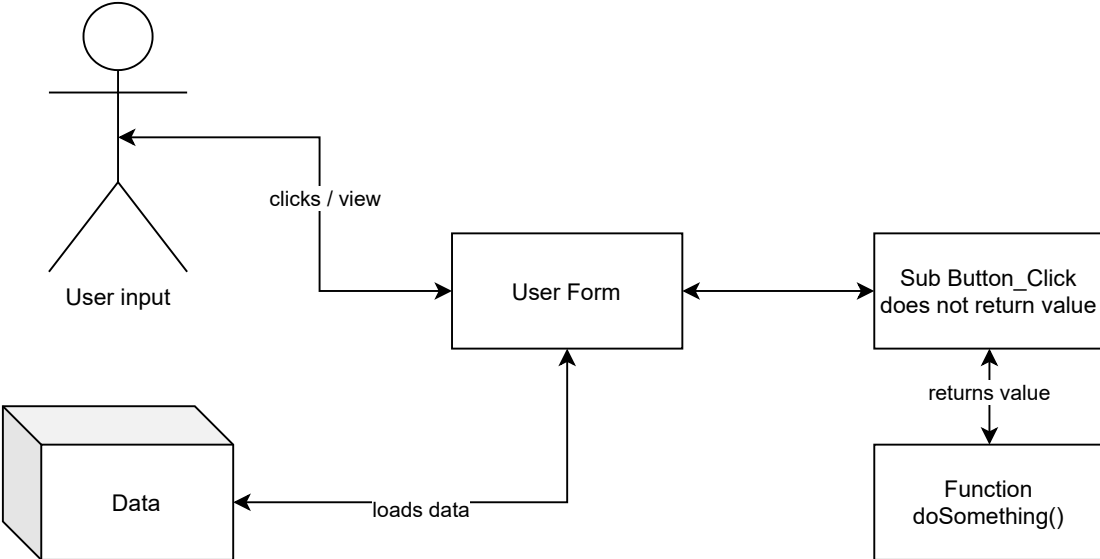 clicks / view
User input
User Form
Sub Button_Click
does not return value
returns value
Data
loads data
Function
doSomething()